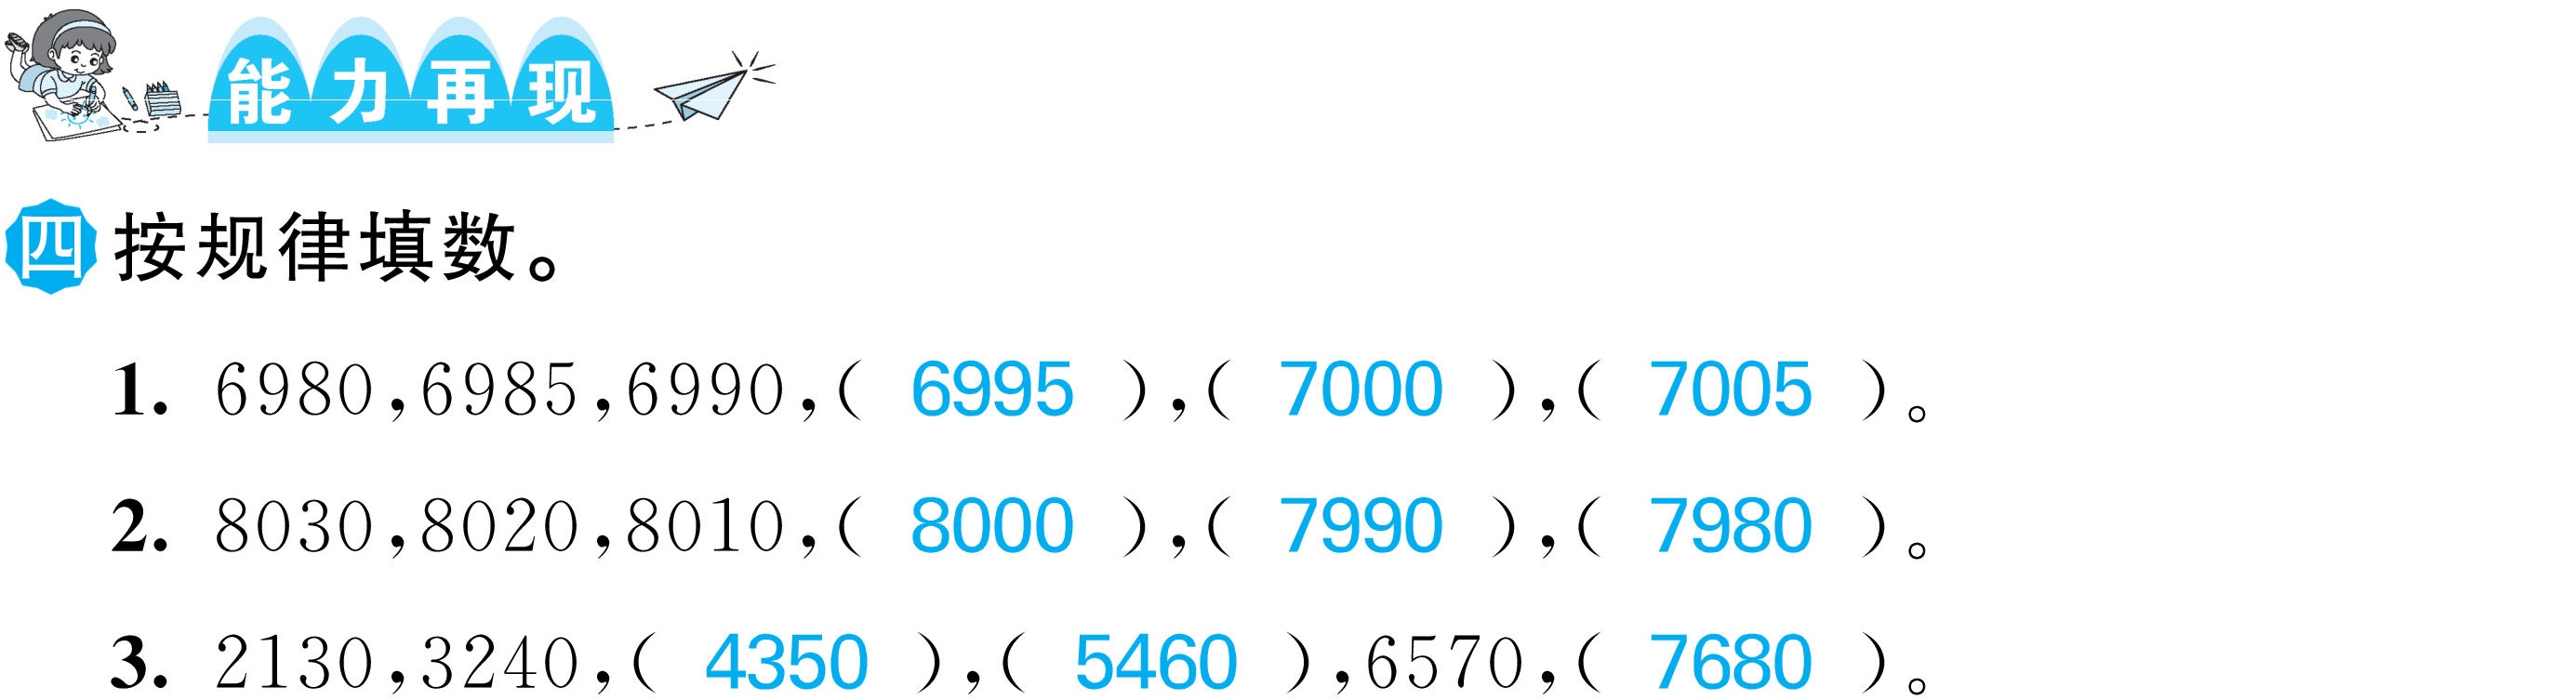 能力再现
四 按规律填数。
1. 6980,6985,6990,( 6995 ),( 7000 ),( 7005 )。
2. 8030,8020,8010,( 8000 ),( 7990 ),( 7980 )。
3. 2130,3240,( 4350 ),( 5460 ),6570,( 7680 )。